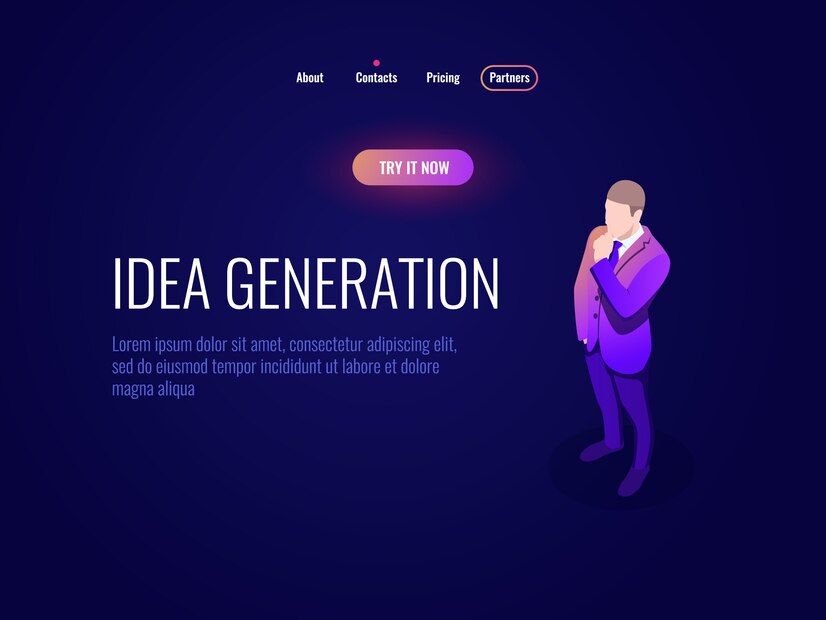 About Contacts Pricing Partners
TRY IT NOW
IDEA GENERATION
Lorem ipsum dolor sit amet, consectetur adipiscing elit,
sed do eiusmod tempor incididunt ut labore et dolore
magna aliqua